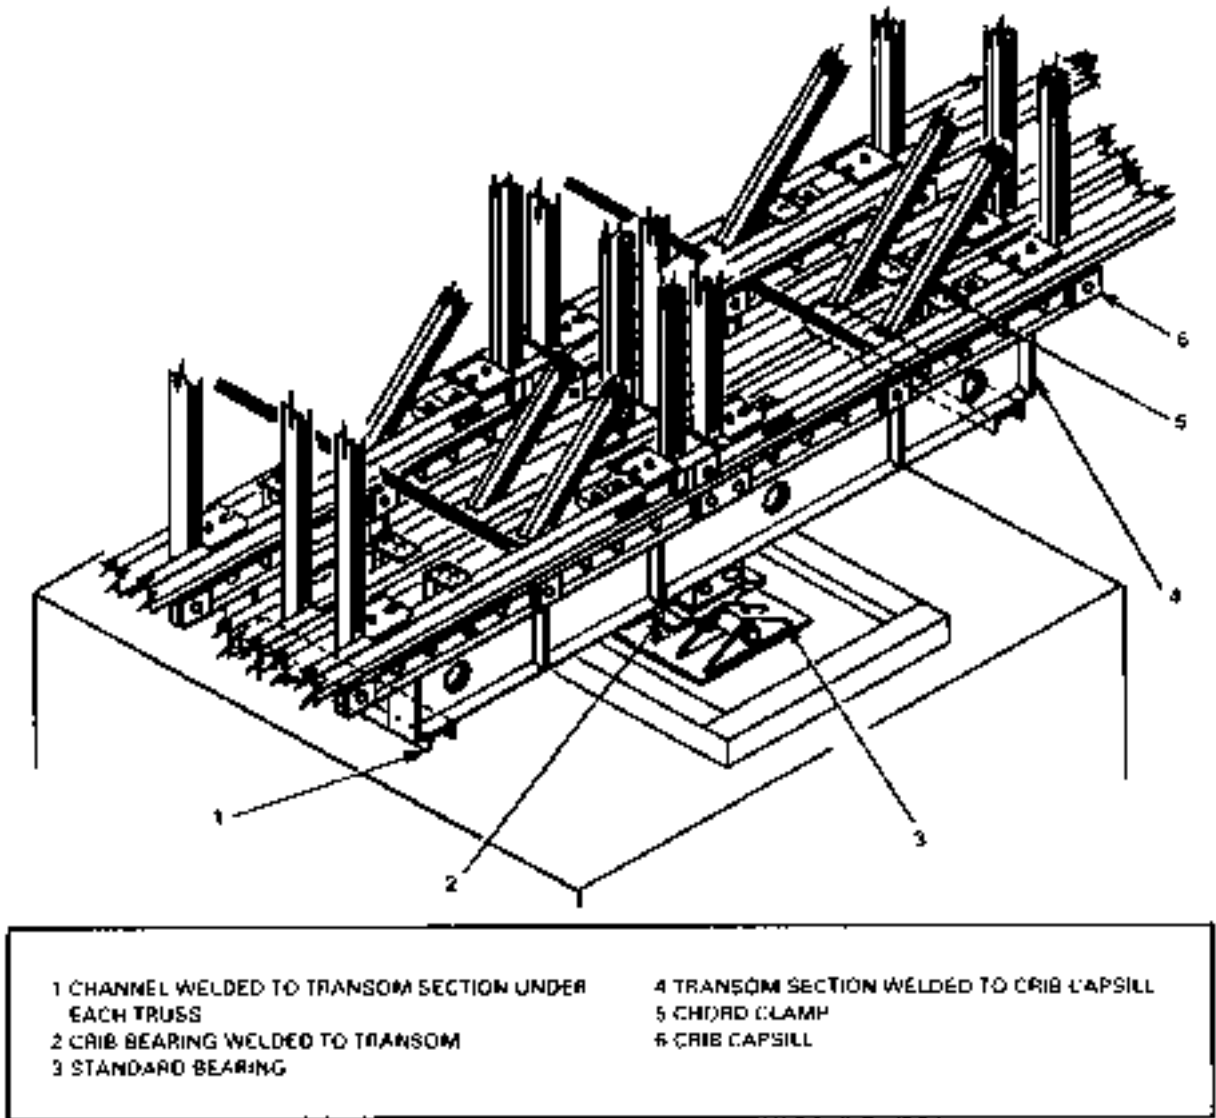 6
5
4
1
3
2
1 CHANNEL WELDED TO TRANSOM SECTION UNDER
EACH TRUSS
2 CRIB BEARING WELDED TO TRANSOM
3 STANDARD BEARING
4 TRANSOM SECTION WELDED TO CRIB CAPSILL
5 CHORD CLAMP
6 CRIB CAPSILL